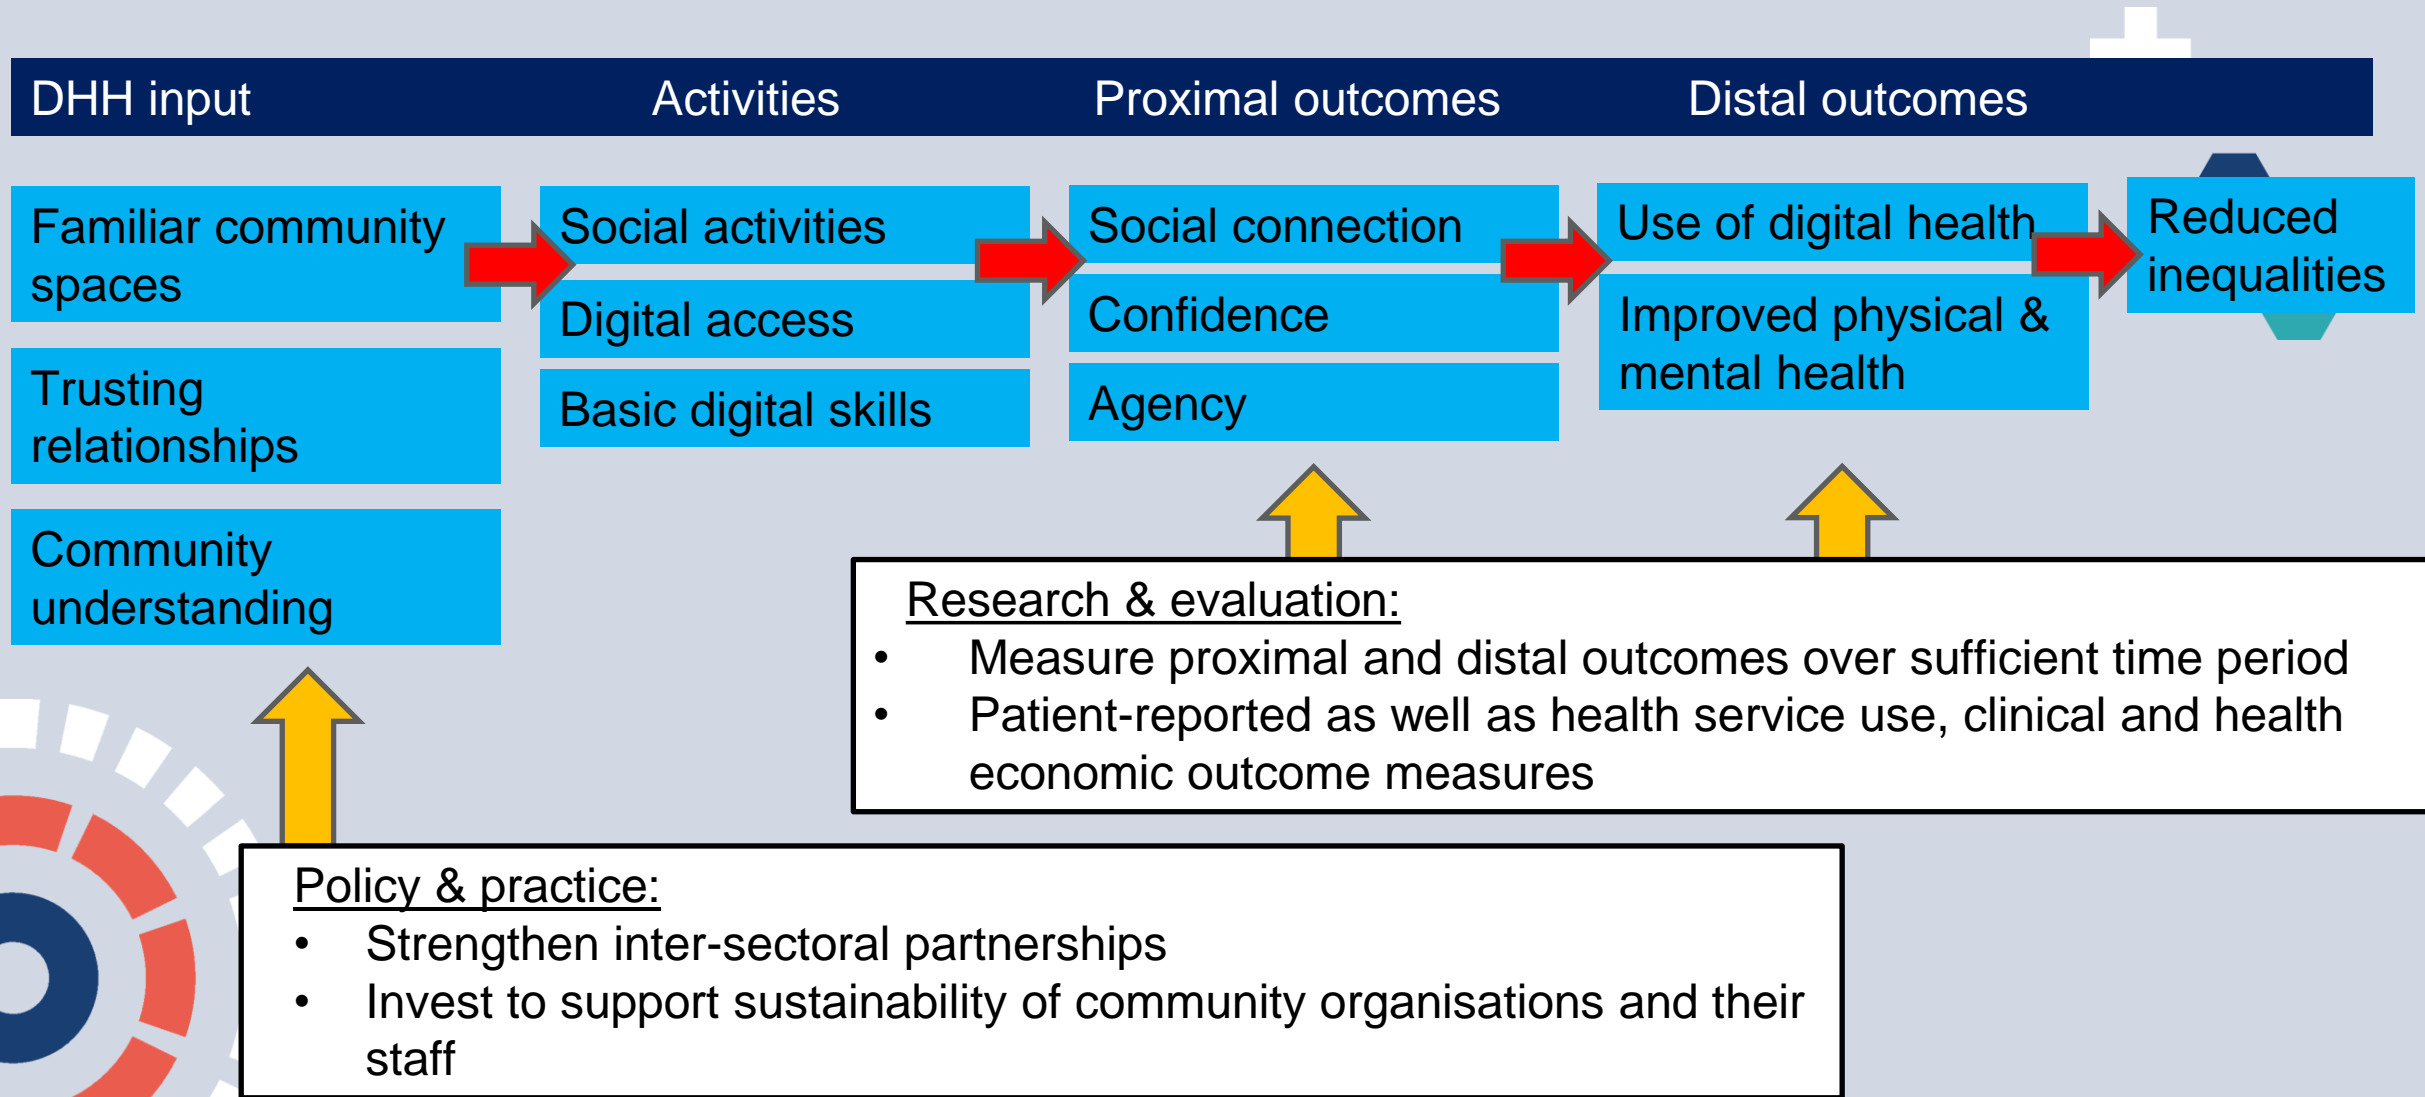 DHH input
Activities
Proximal outcomes
Distal outcomes
Familiar community
spaces
Trusting
relationships
Community
understanding
Social activities
Digital access
Basic digital skills
Social connection
Confidence
Agency
Use of digital health
Improved physical &
mental health
Reduced
inequalities
Research & evaluation:
• Measure proximal and distal outcomes over sufficient time period
• Patient-reported as well as health service use, clinical and health
economic outcome measures
Policy & practice:
• Strengthen inter-sectoral partnerships
• Invest to support sustainability of community organisations and their
staff